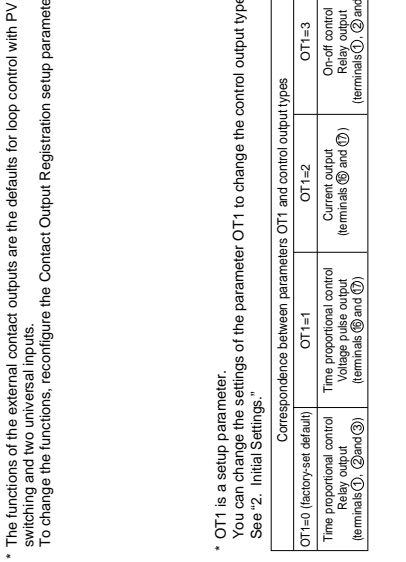 * The functions of the external contact outputs are the defaults for loop control with PV
switching and two universal inputs.
To change the functions, reconfigure the Contact Output Registration setup
* OT1 is a setup parameter.
You can change the settings of the parameter OT1 to change the control output
See “2. Initial Settings.”
Correspondence between parameters OT1 and control output types
OT1=0 (factory-set default) OT1=1 OT1=2 OT1=3
Time proportional control
Relay output
(terminals ①, ② and ③)
Time proportional control
Voltage pulse output
(terminals ⑯ and ⑰)
Current output
(terminals ⑯ and ⑰)
On-off control
Relay output
(terminals ①, ② and